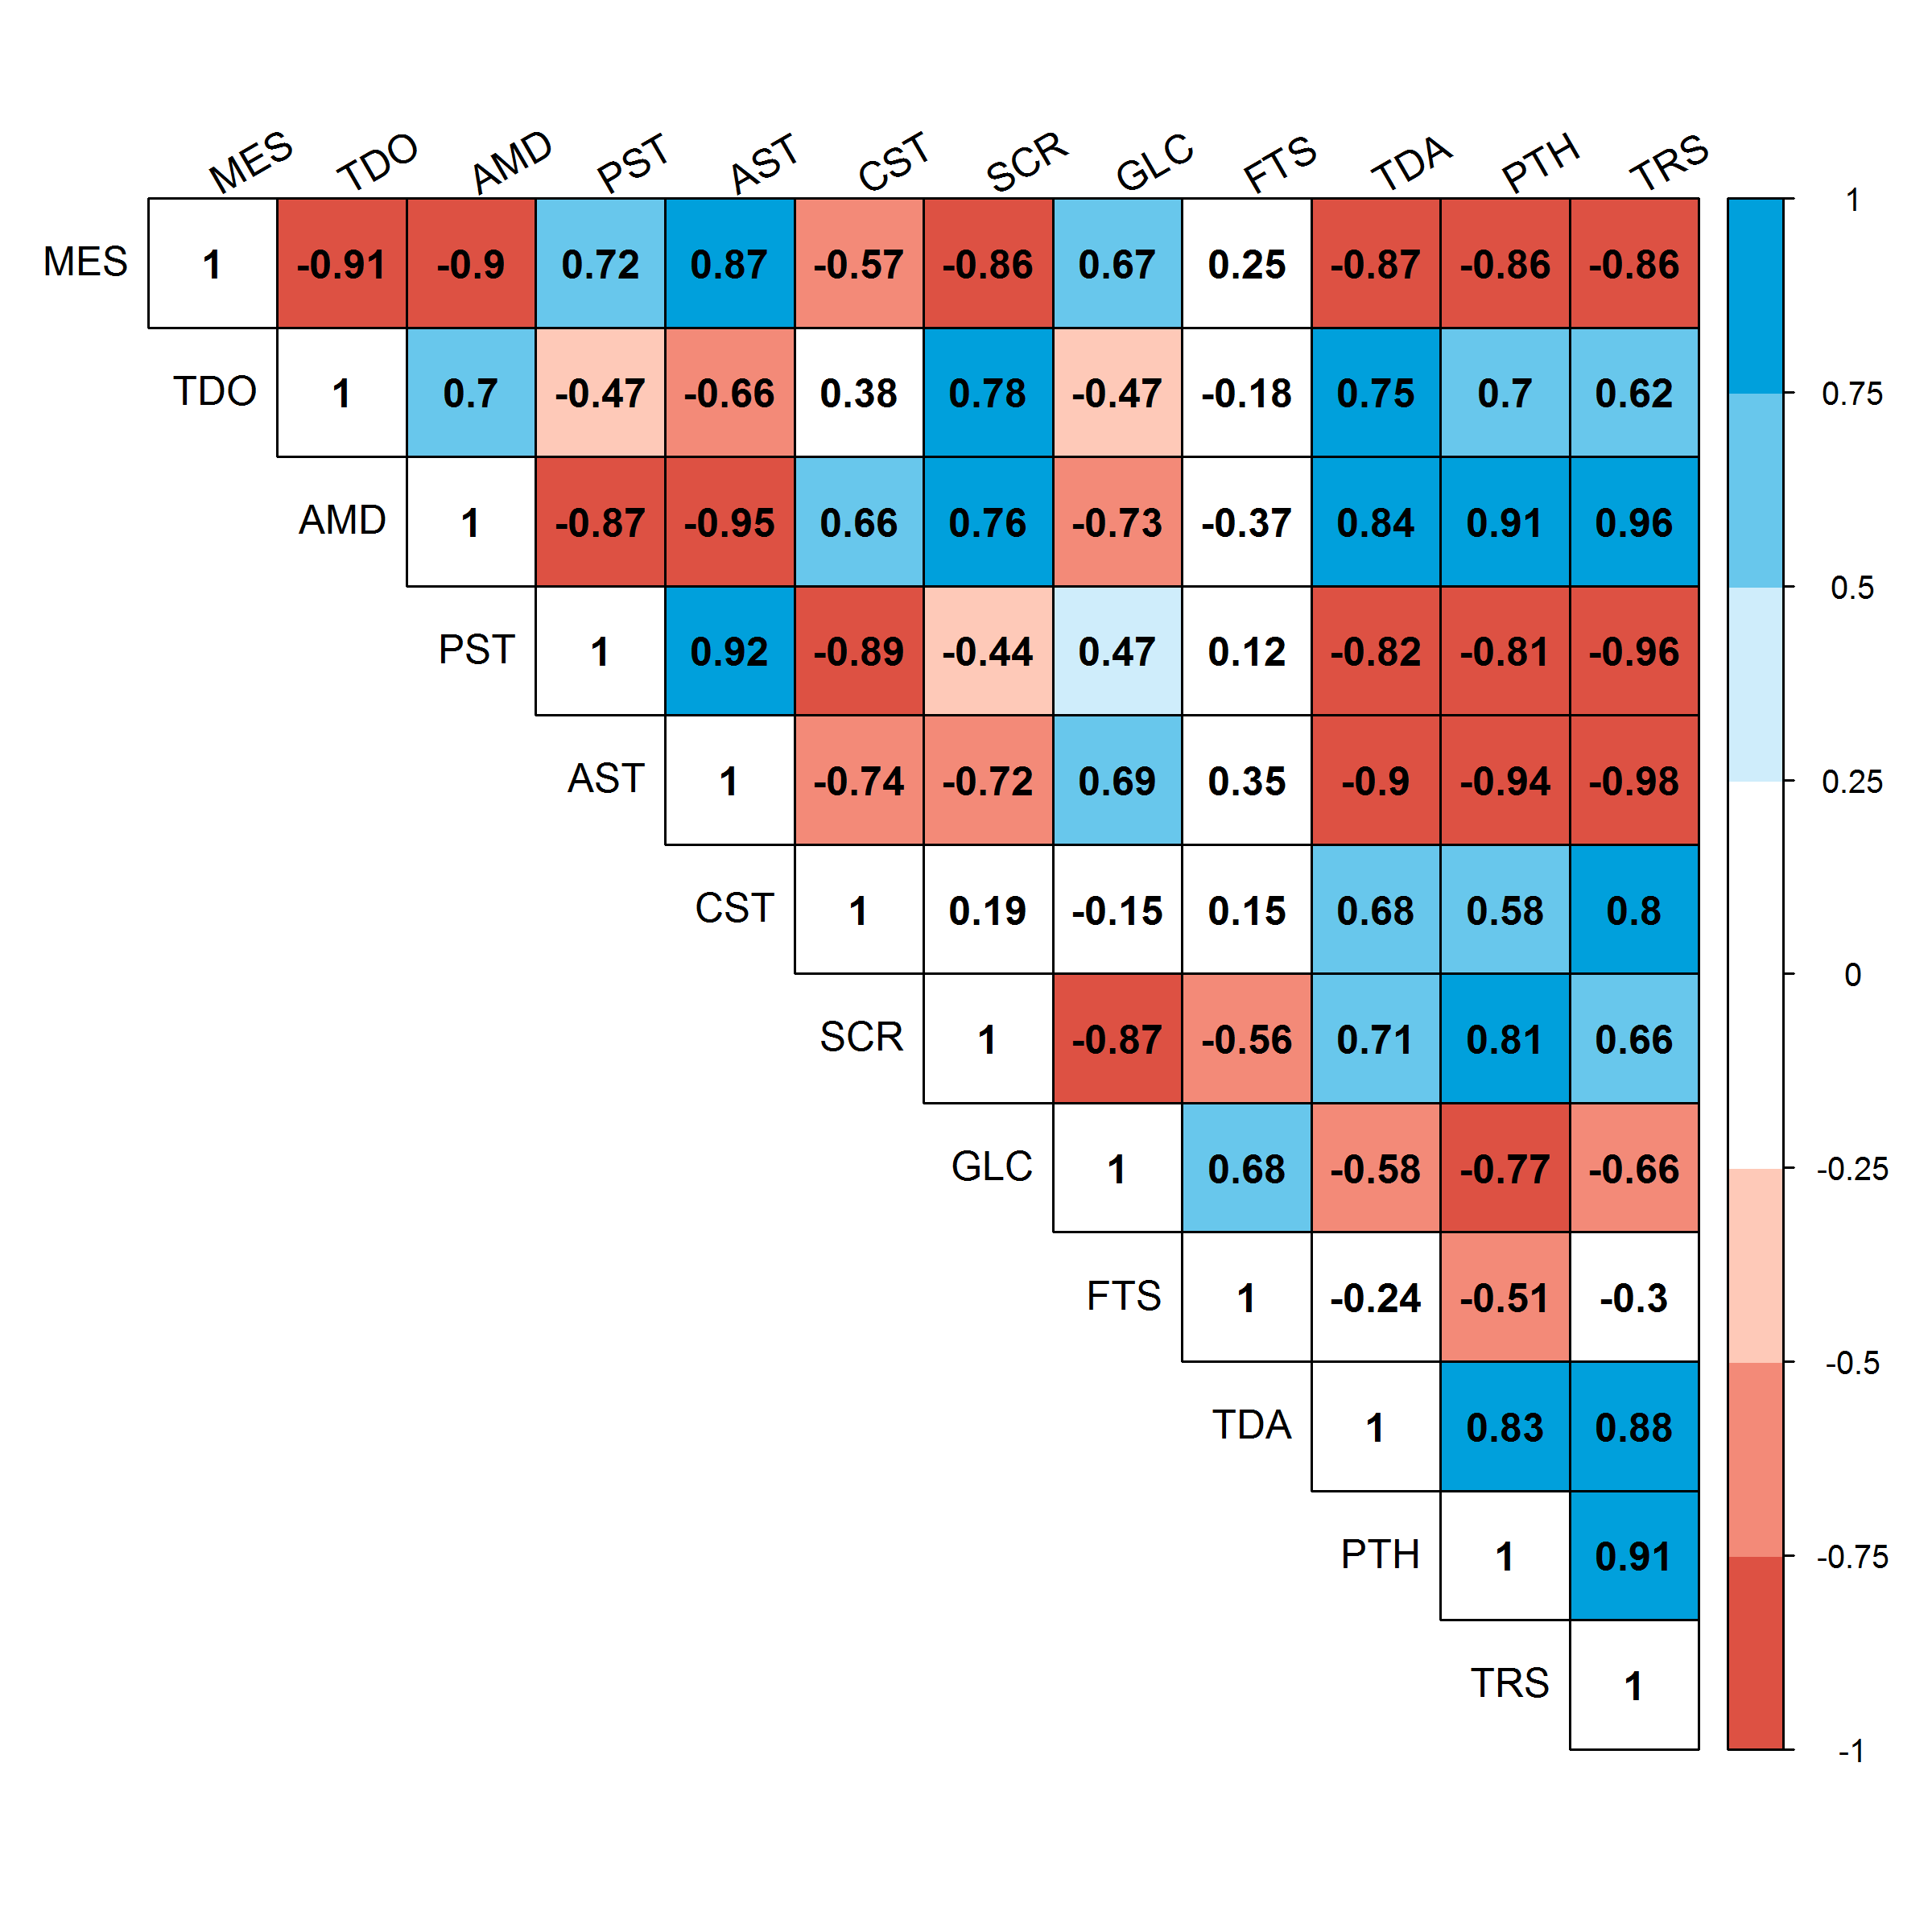 MES TDO AMD PST AST CST SCR GLC FTS TDA PTH TRS
MES 1 -0.91 -0.9 0.72 0.87 -0.57 -0.86 0.67 0.25 -0.87 -0.86 -0.86
TDO 1 0.7 -0.47 -0.66 0.38 0.78 -0.47 -0.18 0.75 0.7 0.62
AMD 1 -0.87 -0.95 0.66 0.76 -0.73 -0.37 0.84 0.91 0.96
PST 1 0.92 -0.89 -0.44 0.47 0.12 -0.82 -0.81 -0.96
AST 1 -0.74 -0.72 0.69 0.35 -0.9 -0.94 -0.98
CST 1 0.19 -0.15 0.15 0.68 0.58 0.8
SCR 1 -0.87 -0.56 0.71 0.81 0.66
GLC 1 0.68 -0.58 -0.77 -0.66
FTS 1 -0.24 -0.51 -0.3
TDA 1 0.83 0.88
PTH 1 0.91
TRS 1
1
0.75
0.5
0.25
0
-0.25
-0.5
-0.75
-1